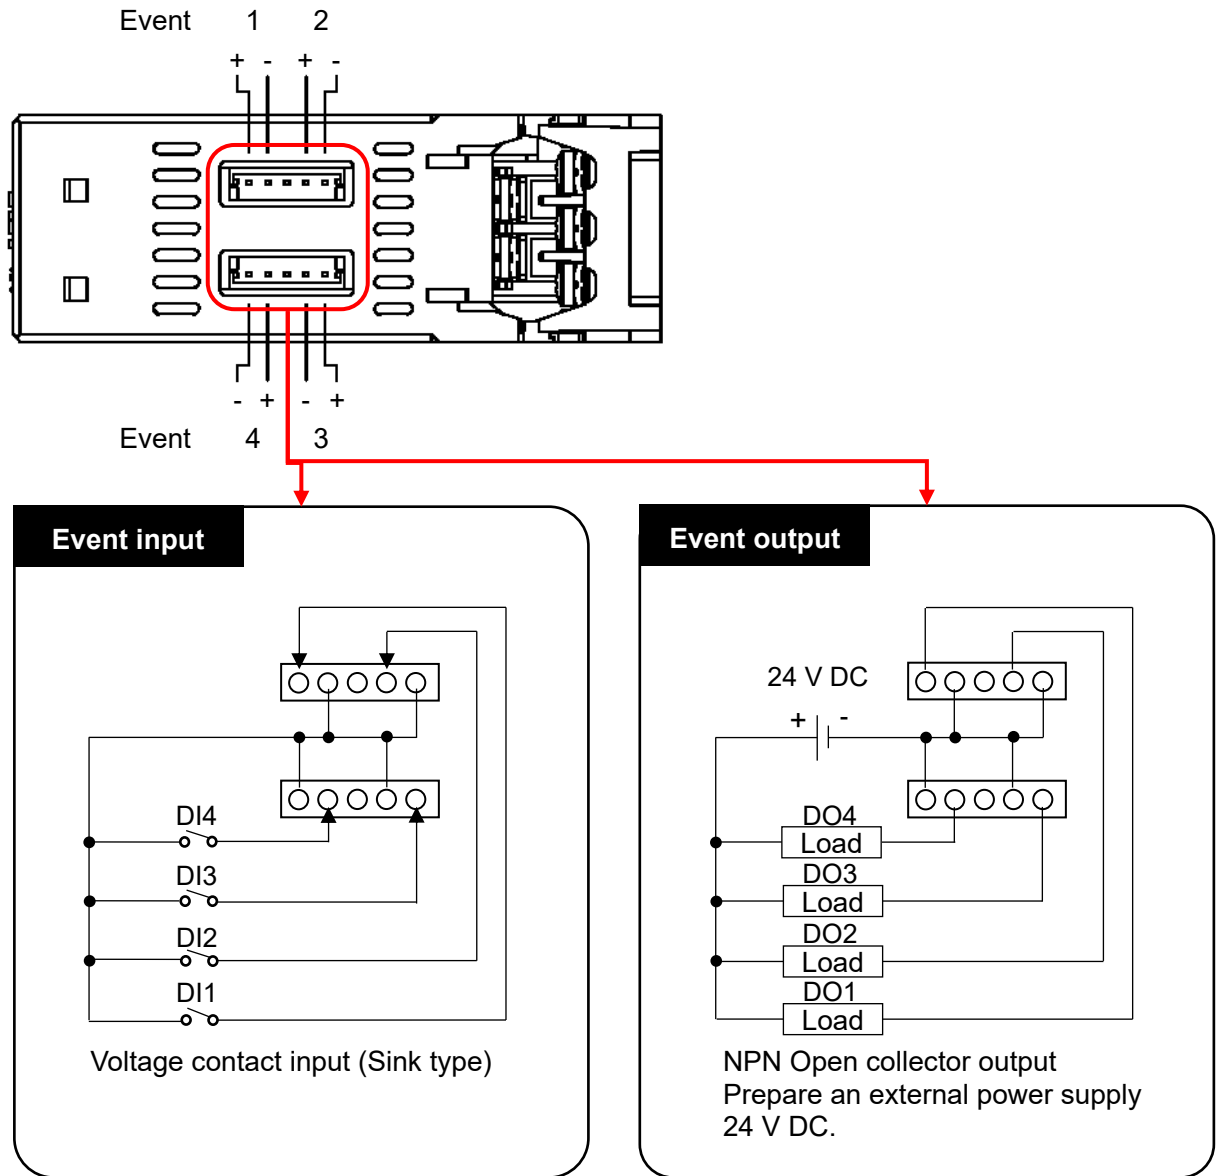 Event 1 2
+ - + -
- + - +
Event 4 3
Event input
DI4
DI3
DI2
DI1
Voltage contact input (Sink type)
Event output
24 V DC
+ -
DO4
Load
DO3
Load
DO2
Load
DO1
Load
NPN Open collector output
Prepare an external power supply
24 V DC.